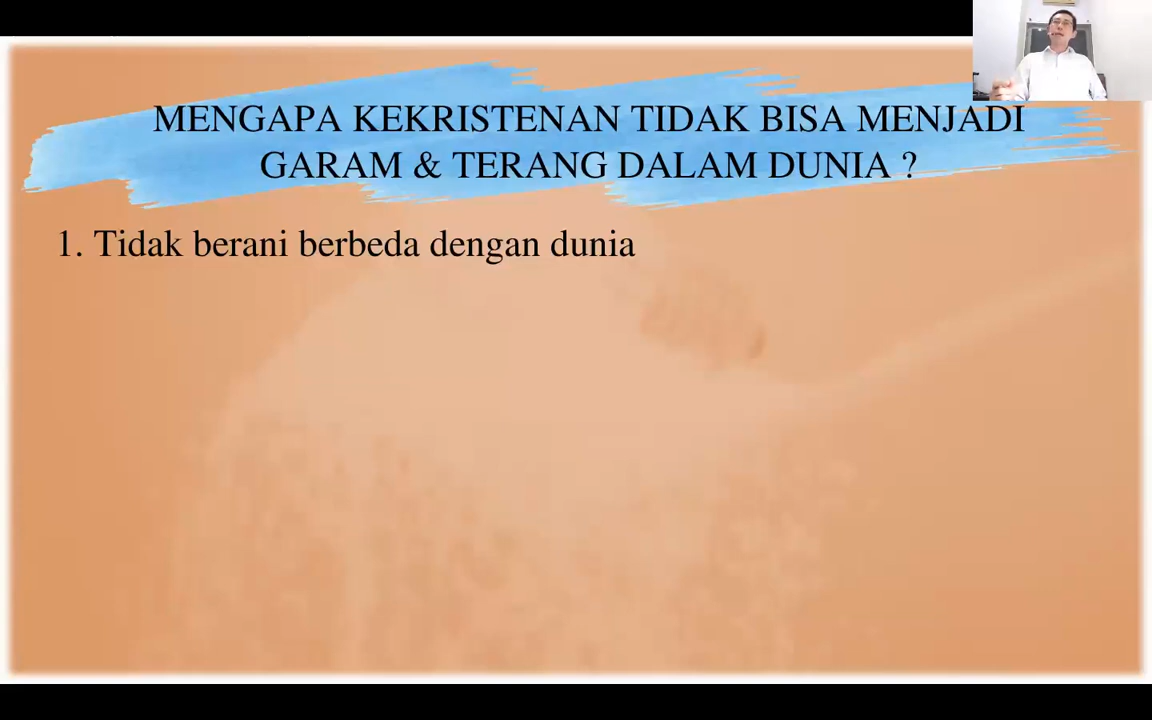 MENGAPA KEKRISTENAN TIDAK BISA MENJADI
GARAM & TERANG DALAM DUNIA ?
1. Tidak berani berbeda dengan dunia